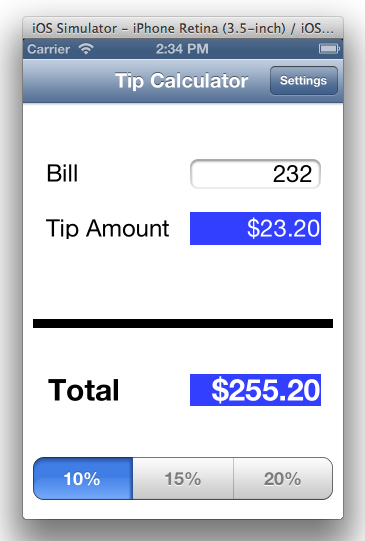 iOS Simulator – iPhone Retina (3.5-inch) / iOS...
Carrier 2:34 PM
Tip Calculator Settings
Bill 232
Tip Amount $23.20
Total $255.20
10% 15% 20%